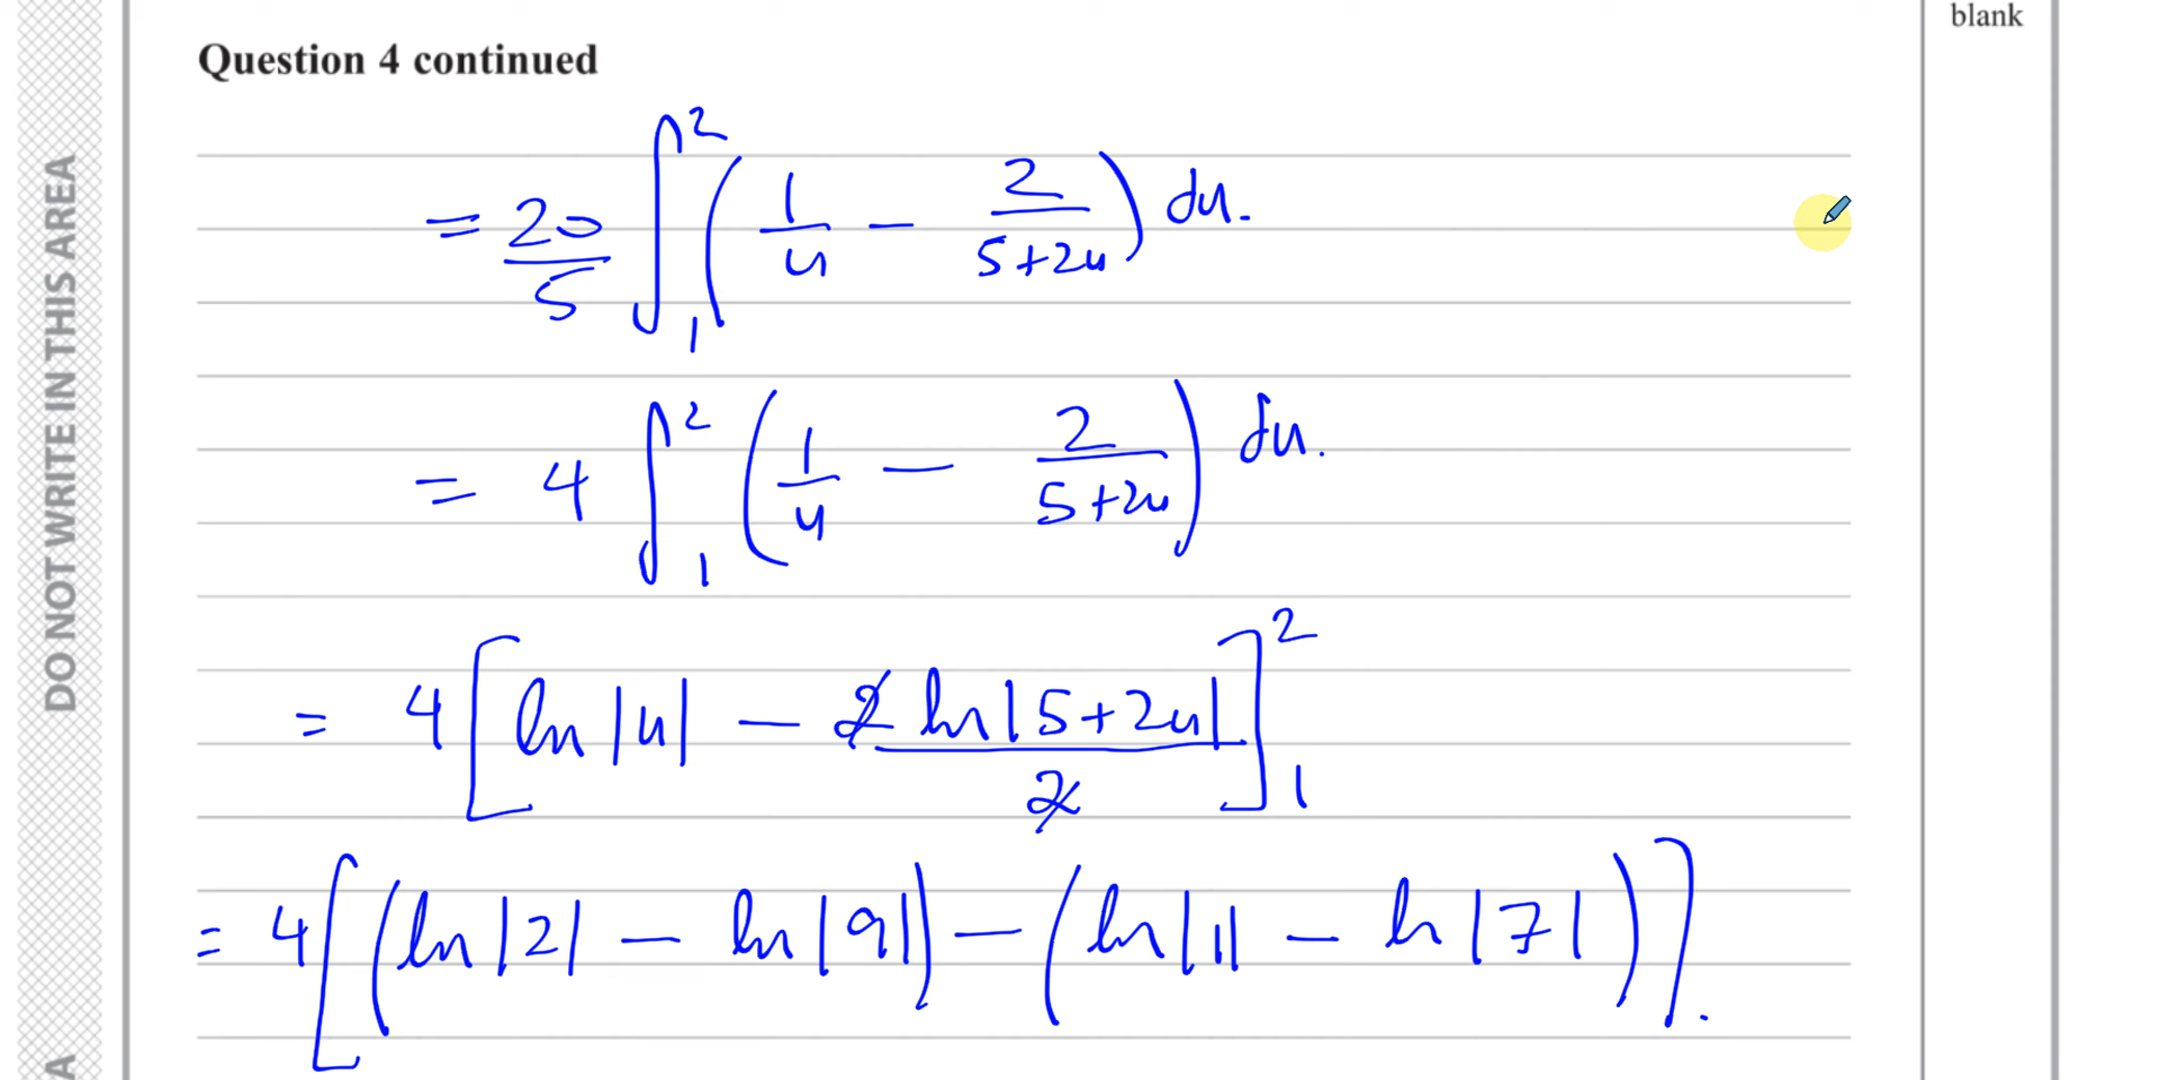 blank
Question 4 continued
DO NOT WRITE IN THIS AREA
= 20/5 ∫₁² (1/u − 2/(5+2u)) du.
= 4 ∫₁² (1/u − 2/(5+2u)) du.
= 4 [ln|u| − 2 ln|5+2u|/2]₁²
= 4 [(ln|2| − ln|9|) − (ln|1| − ln|7|)].
A